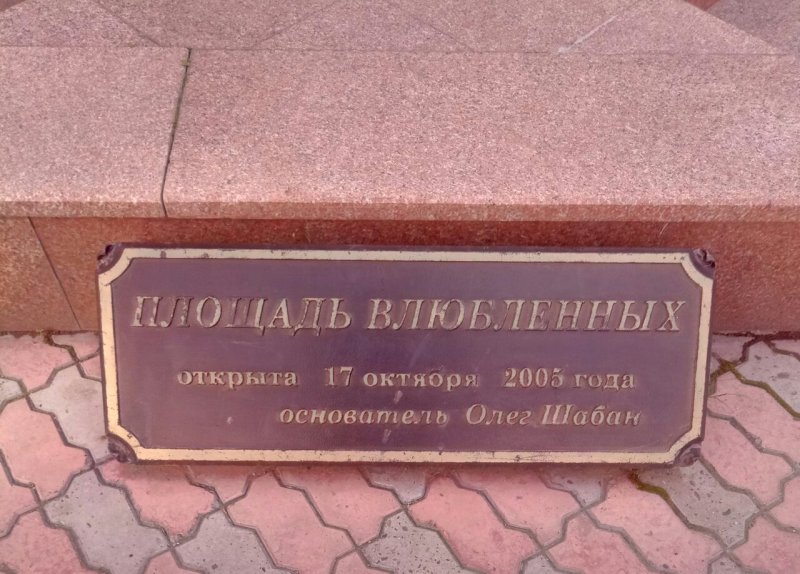 ПЛОЩАДЬ ВЛЮБЛЕННЫХ
открыта 17 октября 2005 года
основатель Олег Шабан